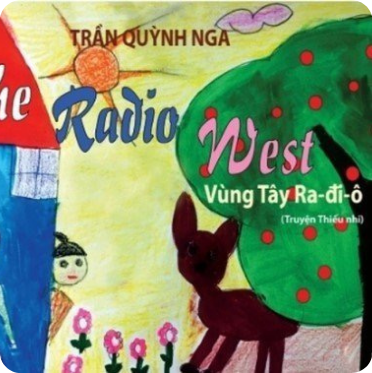 TRẦN QUỲNH NGA
he Radio
West
Vùng Tây Ra-đi-ô
(Truyện Thiếu nhi)